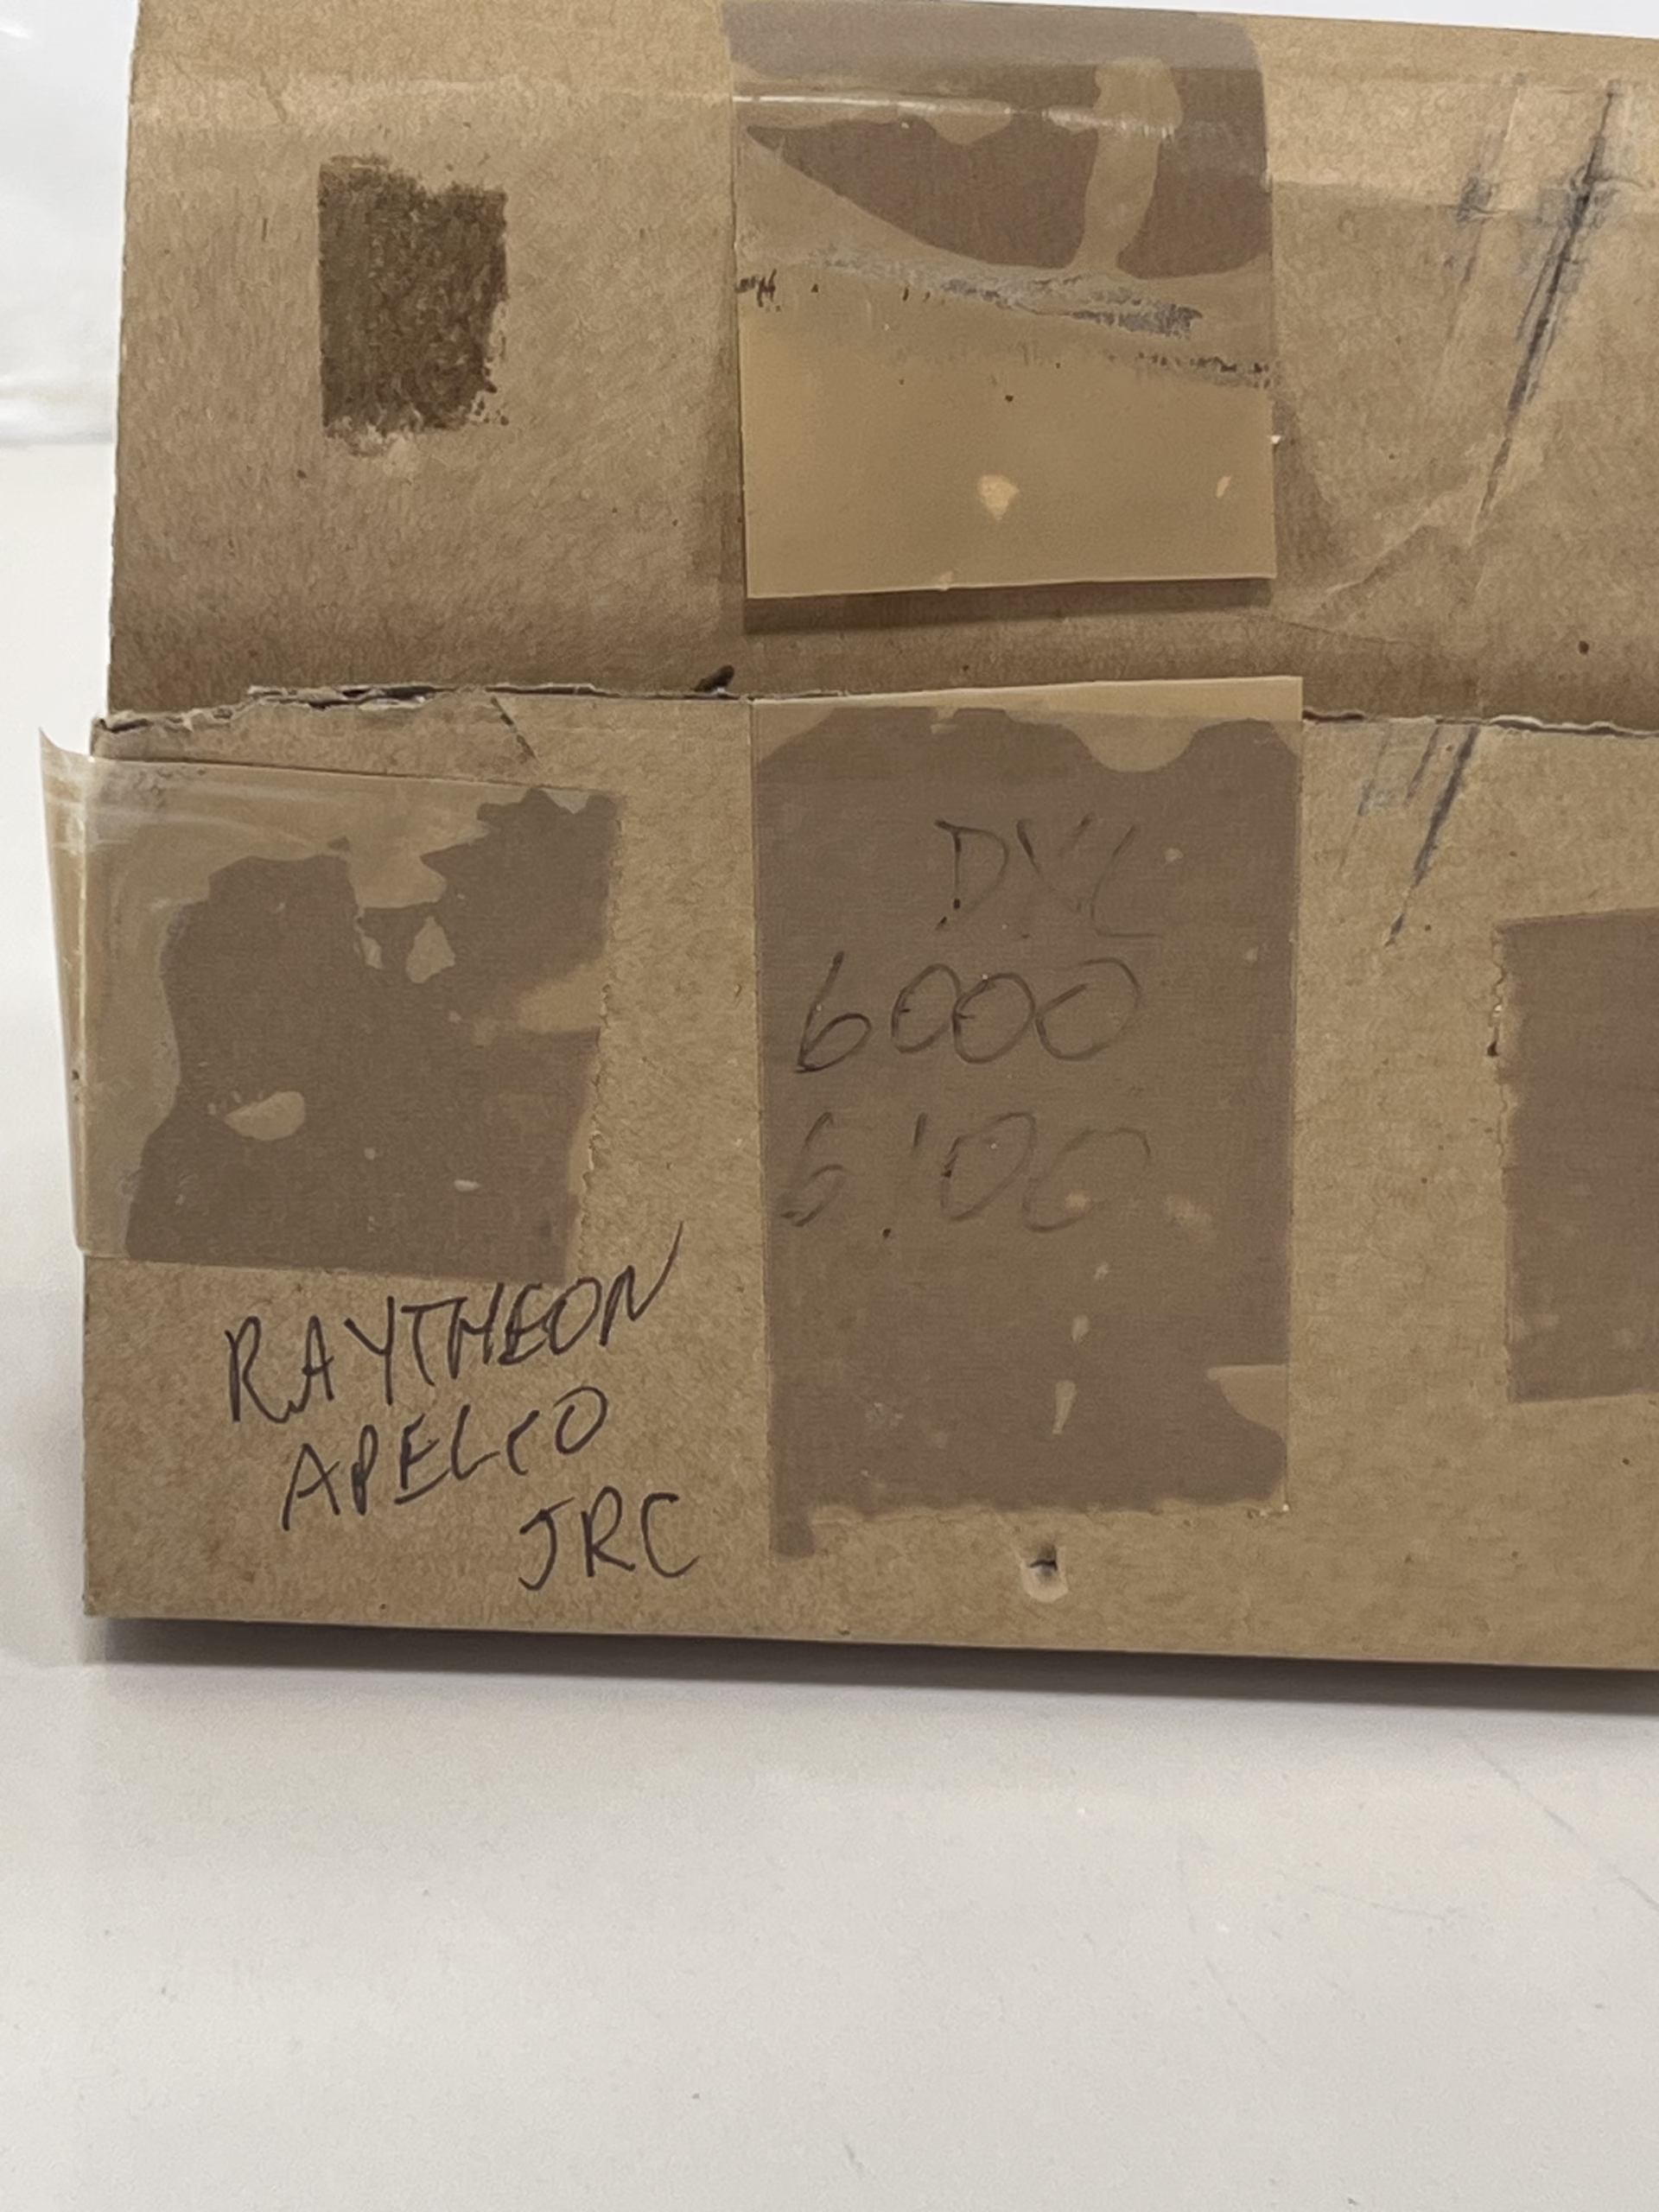 DXL
6000
6100
RAYTHEON
APELCO
JRC